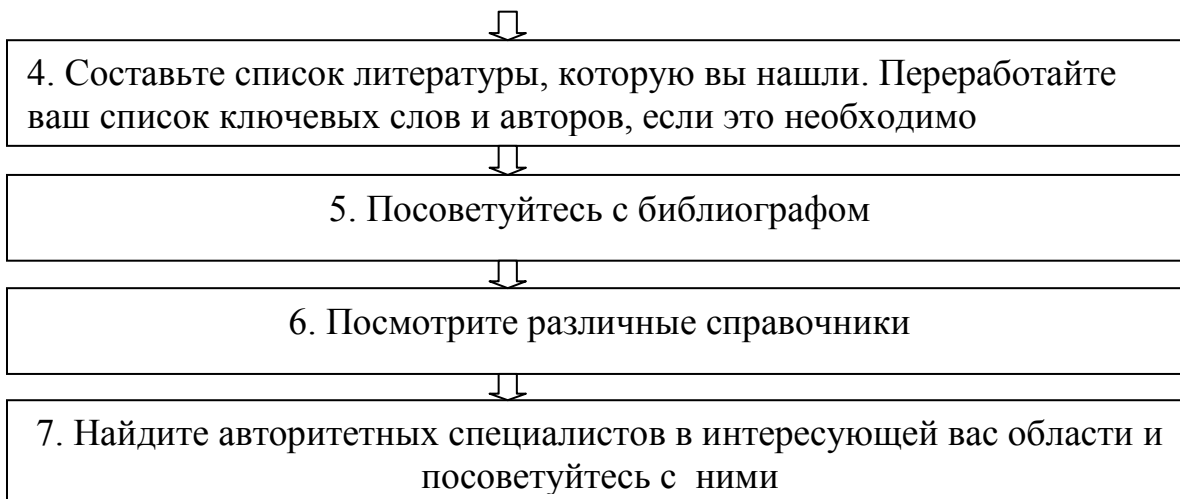 4. Составьте список литературы, которую вы нашли. Переработайте
ваш список ключевых слов и авторов, если это необходимо
5. Посоветуйтесь с библиографом
6. Посмотрите различные справочники
7. Найдите авторитетных специалистов в интересующей вас области и
посоветуйтесь с  ними